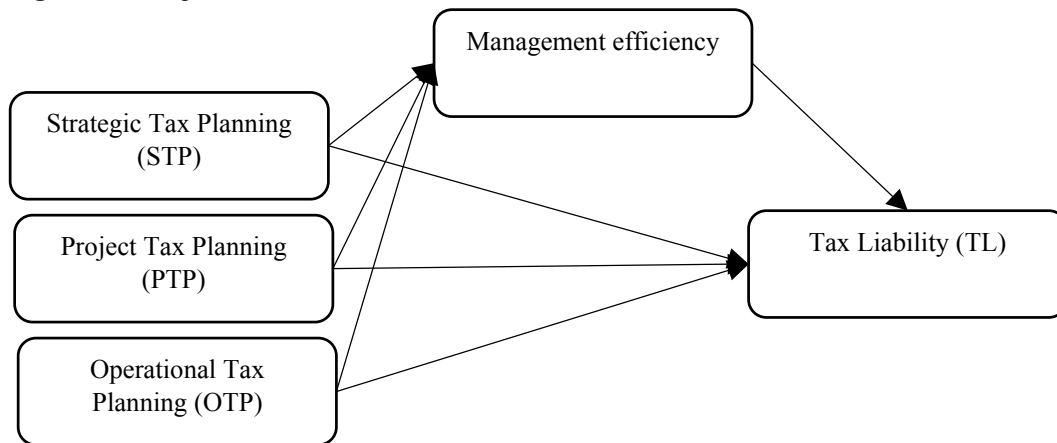 Management efficiency
Strategic Tax Planning
(STP)
Project Tax Planning
(PTP)
Tax Liability (TL)
Operational Tax
Planning (OTP)